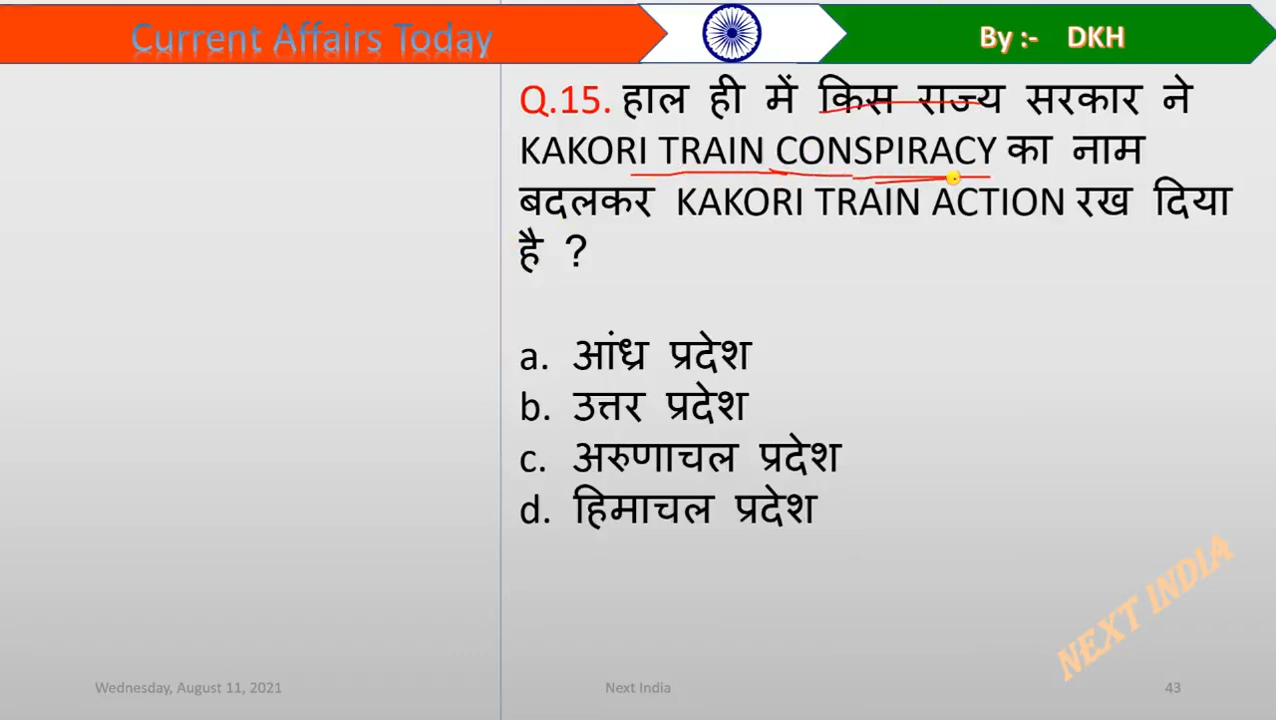 Current Affairs Today
By :- DKH
Q.15. हाल ही में किस राज्य सरकार ने
KAKORI TRAIN CONSPIRACY का नाम
बदलकर KAKORI TRAIN ACTION रख दिया
है ?
a. आंध्र प्रदेश
b. उत्तर प्रदेश
c. अरुणाचल प्रदेश
d. हिमाचल प्रदेश
NEXT INDIA
Wednesday, August 11, 2021
Next India
43